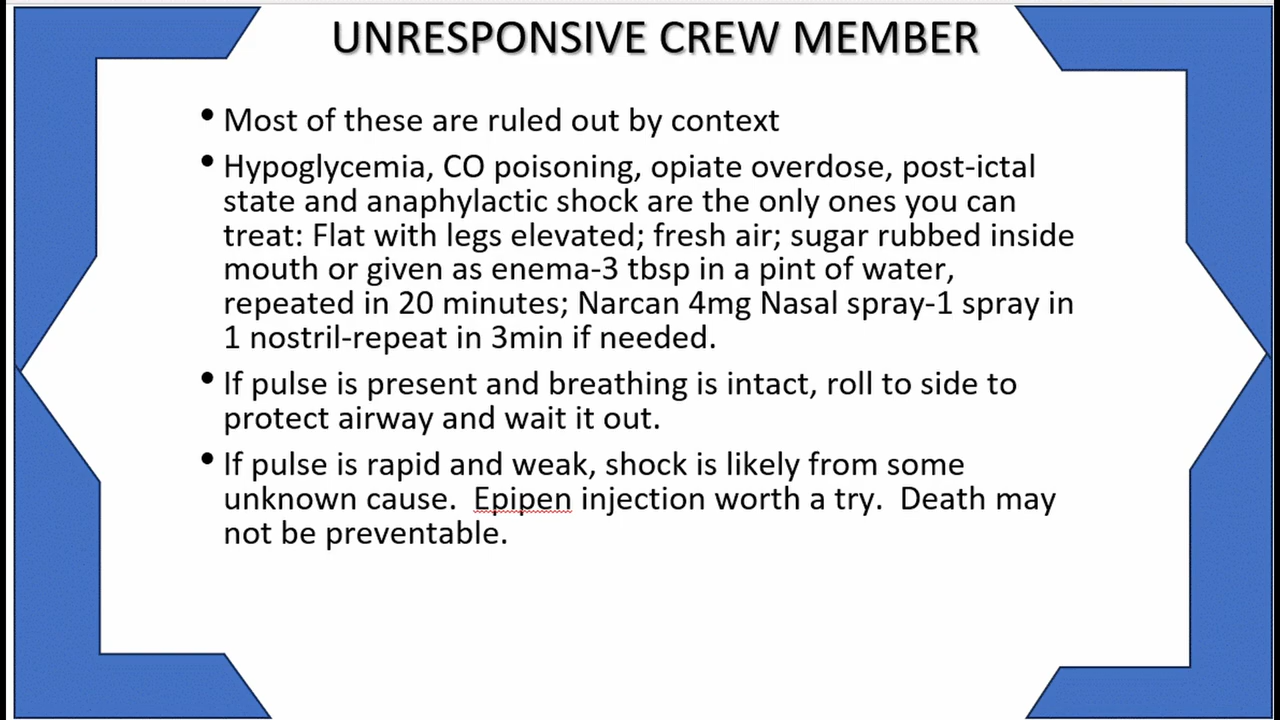 UNRESPONSIVE CREW MEMBER
• Most of these are ruled out by context
• Hypoglycemia, CO poisoning, opiate overdose, post-ictal
state and anaphylactic shock are the only ones you can
treat: Flat with legs elevated; fresh air; sugar rubbed inside
mouth or given as enema-3 tbsp in a pint of water,
repeated in 20 minutes; Narcan 4mg Nasal spray-1 spray in
1 nostril-repeat in 3min if needed.
• If pulse is present and breathing is intact, roll to side to
protect airway and wait it out.
• If pulse is rapid and weak, shock is likely from some
unknown cause.  Epipen injection worth a try.  Death may
not be preventable.